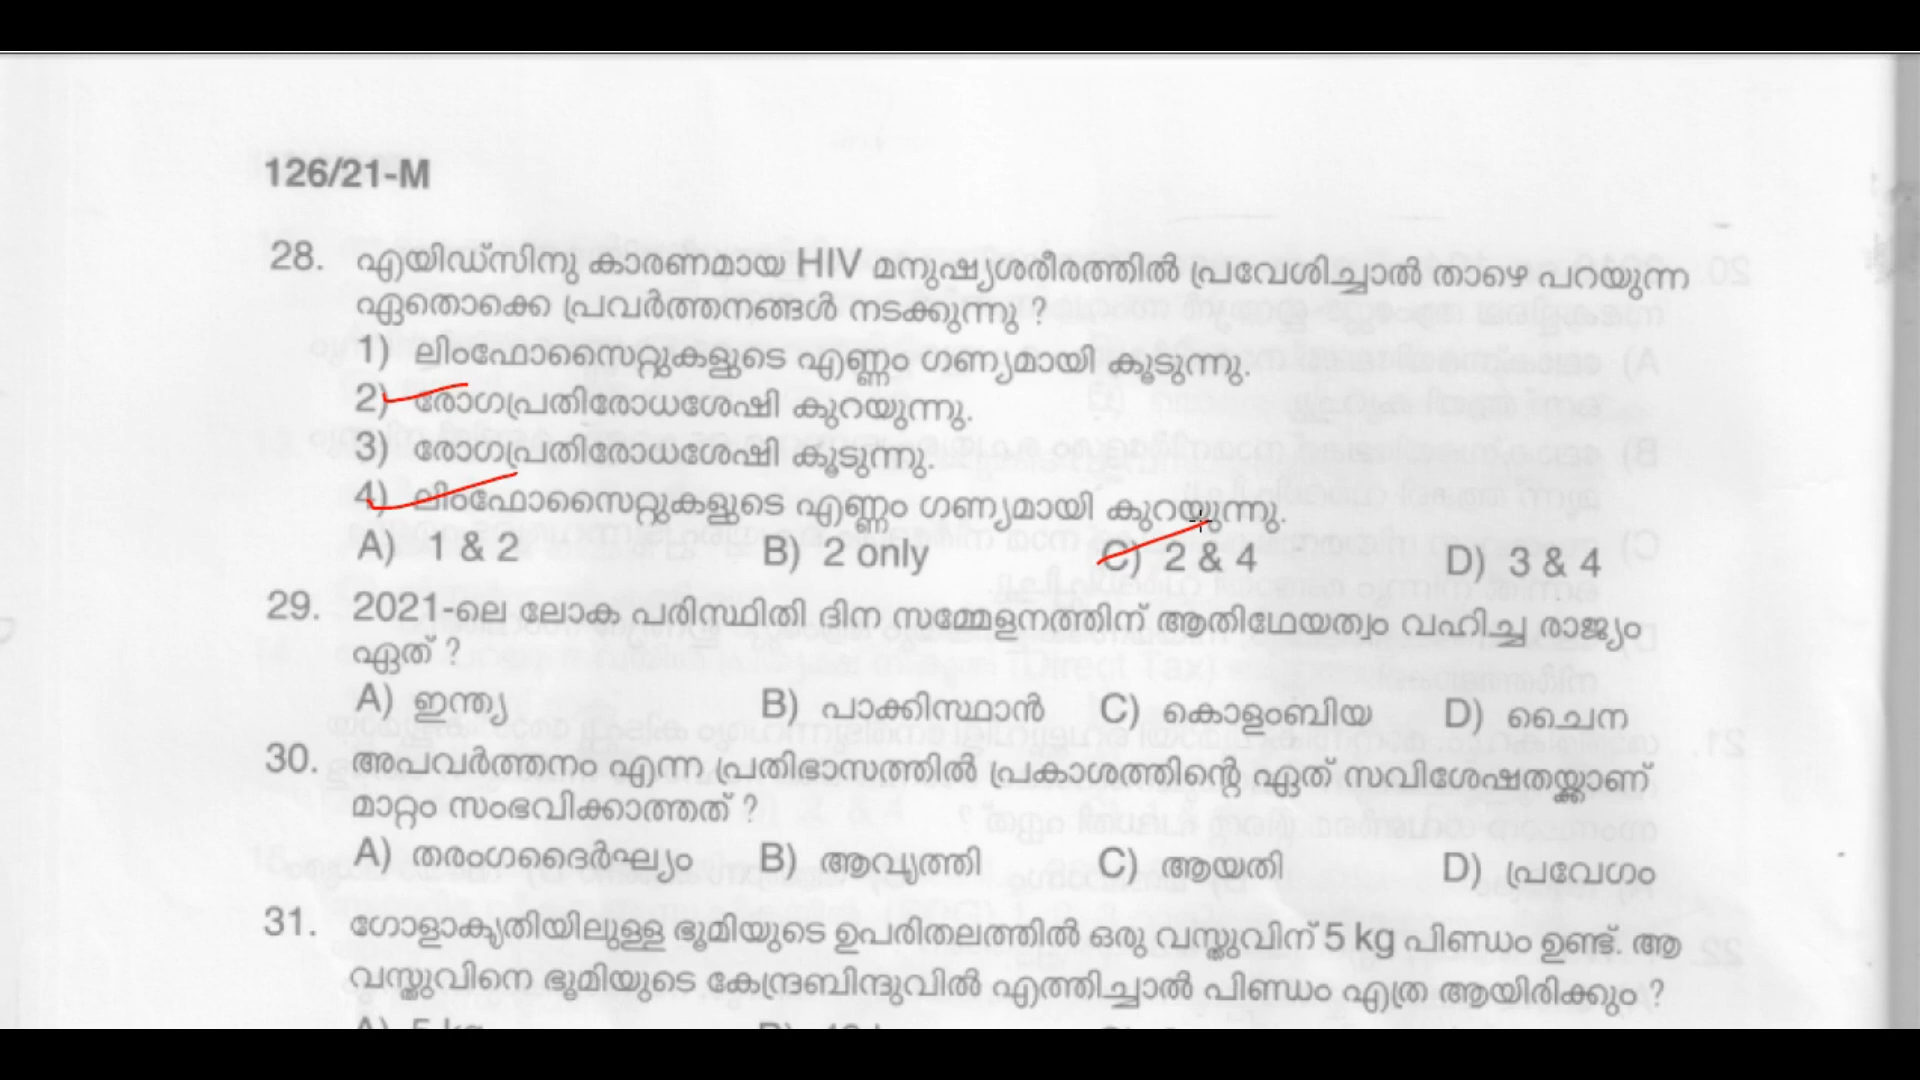 126/21-M
28. എയിഡ്സിനു കാരണമായ HIV മനുഷ്യശരീരത്തിൽ പ്രവേശിച്ചാൽ താഴെ പറയുന്ന
ഏതൊക്കെ പ്രവർത്തനങ്ങൾ നടക്കുന്നു ?
1) ലിംഫോസൈറ്റുകളുടെ എണ്ണം ഗണ്യമായി കൂടുന്നു.
2) രോഗപ്രതിരോധശേഷി കുറയുന്നു.
3) രോഗപ്രതിരോധശേഷി കൂടുന്നു.
4) ലിംഫോസൈറ്റുകളുടെ എണ്ണം ഗണ്യമായി കുറയുന്നു.
A) 1 & 2 B) 2 only C) 2 & 4 D) 3 & 4
29. 2021-ലെ ലോക പരിസ്ഥിതി ദിന സമ്മേളനത്തിന് ആതിഥേയത്വം വഹിച്ച രാജ്യം
ഏത് ?
A) ഇന്ത്യ B) പാക്കിസ്ഥാൻ C) കൊളംബിയ D) ചൈന
30. അപവർത്തനം എന്ന പ്രതിഭാസത്തിൽ പ്രകാശത്തിന്റെ ഏത് സവിശേഷതയ്ക്കാണ്
മാറ്റം സംഭവിക്കാത്തത് ?
A) തരംഗദൈർഘ്യം B) ആവൃത്തി C) ആയതി D) പ്രവേഗം
31. ഗോളാകൃതിയിലുള്ള ഭൂമിയുടെ ഉപരിതലത്തിൽ ഒരു വസ്തുവിന് 5 kg പിണ്ഡം ഉണ്ട്. ആ
വസ്തുവിനെ ഭൂമിയുടെ കേന്ദ്രബിന്ദുവിൽ എത്തിച്ചാൽ പിണ്ഡം എത്ര ആയിരിക്കും ?